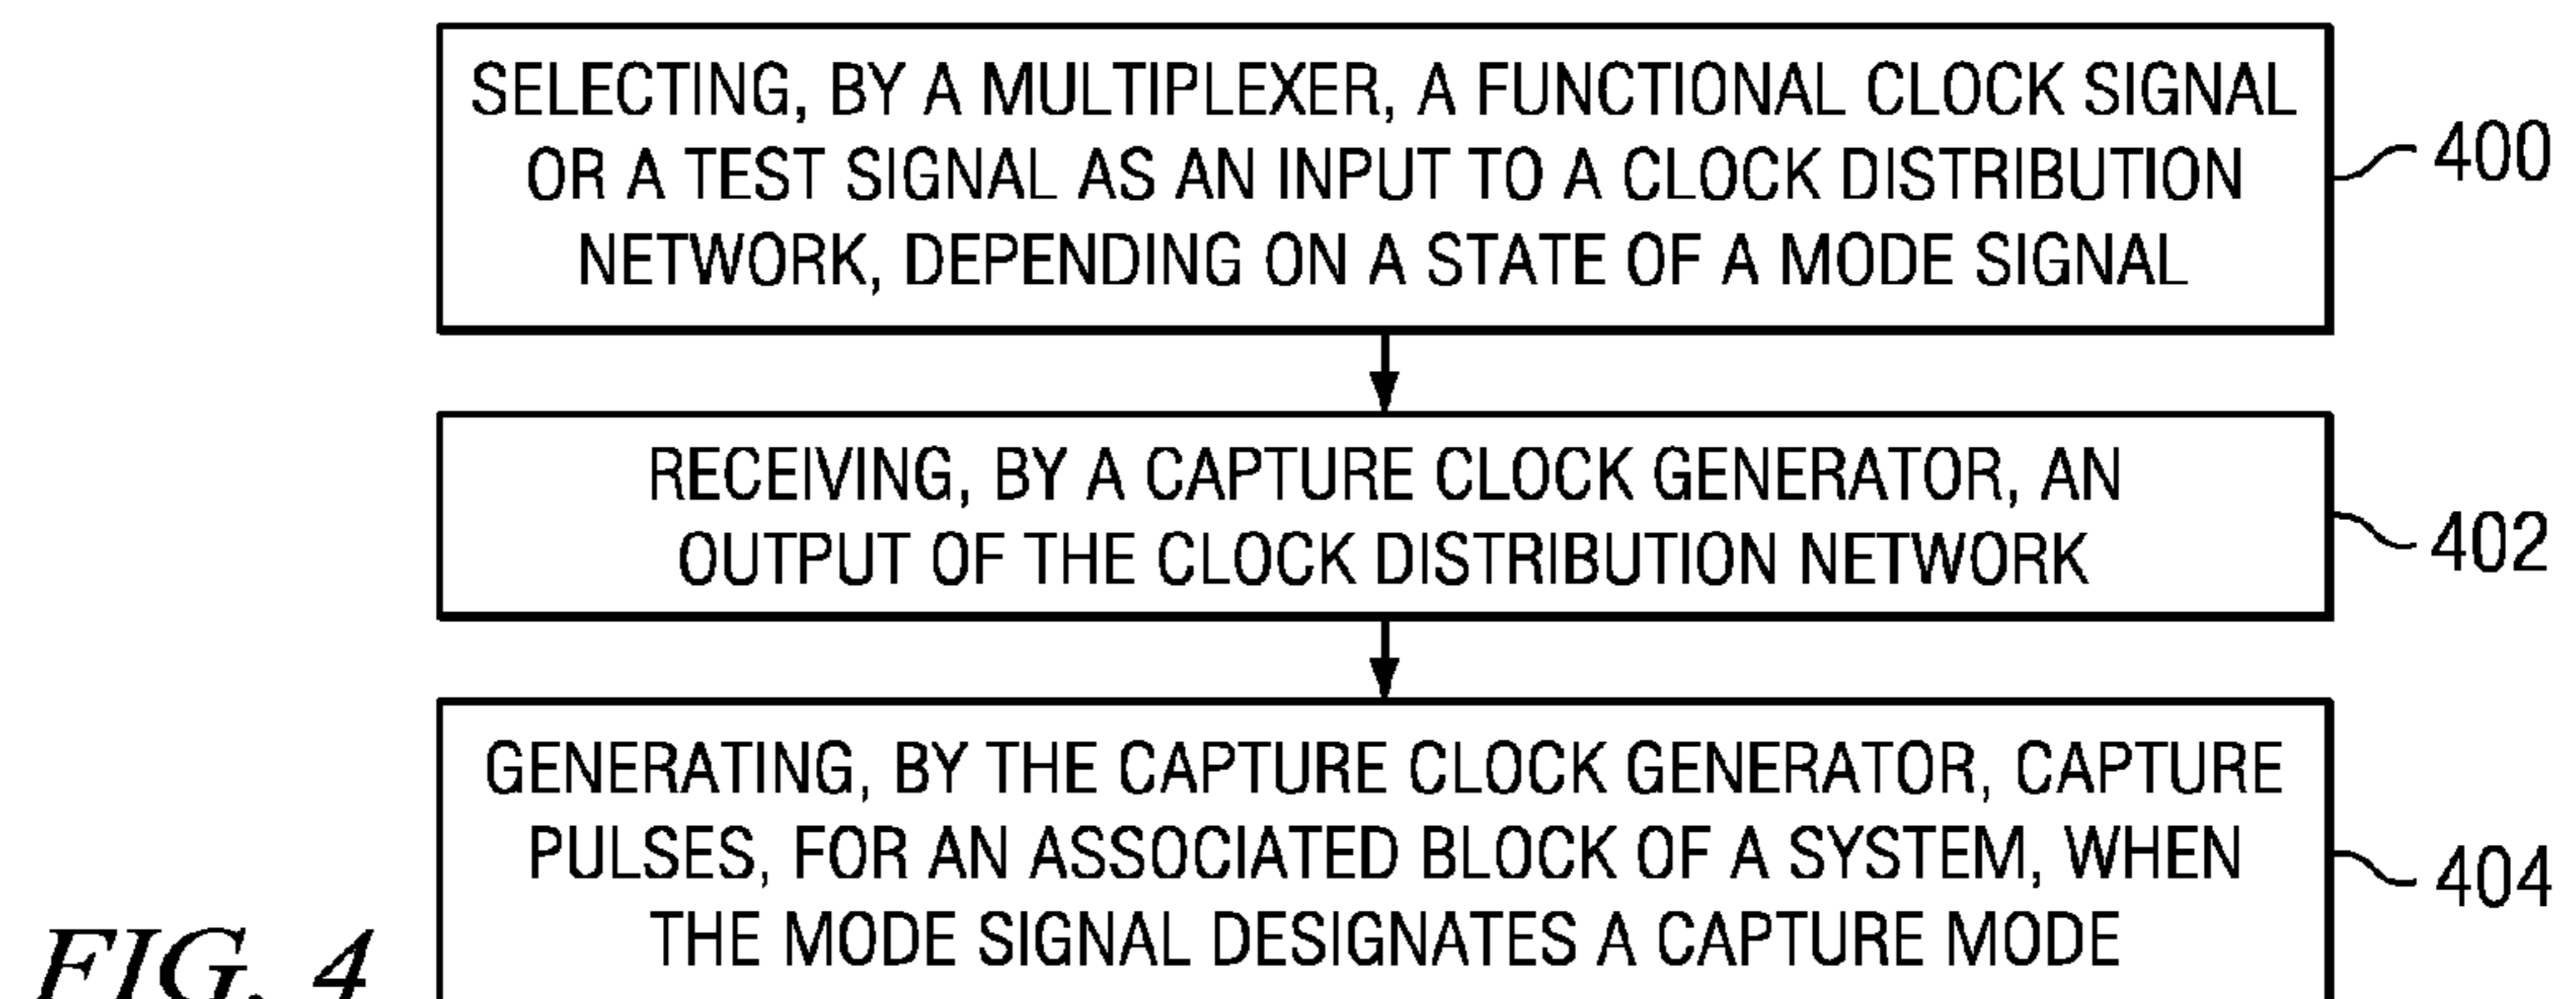 SELECTING, BY A MULTIPLEXER, A FUNCTIONAL CLOCK SIGNAL
OR A TEST SIGNAL AS AN INPUT TO A CLOCK DISTRIBUTION
NETWORK, DEPENDING ON A STATE OF A MODE SIGNAL
400
RECEIVING, BY A CAPTURE CLOCK GENERATOR, AN
OUTPUT OF THE CLOCK DISTRIBUTION NETWORK
402
GENERATING, BY THE CAPTURE CLOCK GENERATOR, CAPTURE
PULSES, FOR AN ASSOCIATED BLOCK OF A SYSTEM, WHEN
THE MODE SIGNAL DESIGNATES A CAPTURE MODE
404
FIG. 4